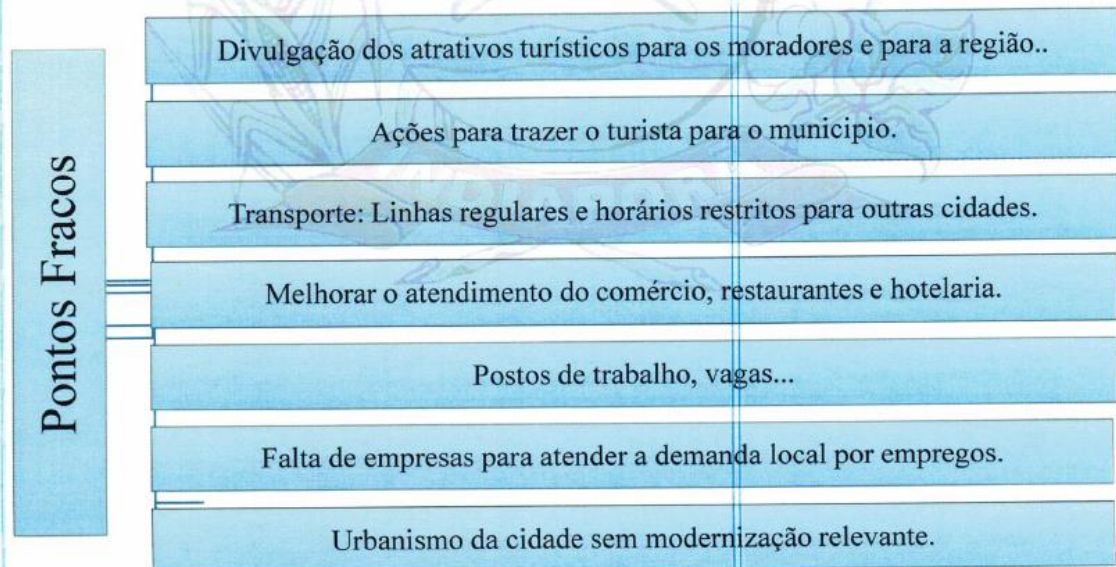 Pontos Fracos
Divulgação dos atrativos turísticos para os moradores e para a região..
Ações para trazer o turista para o municipio.
Transporte: Linhas regulares e horários restritos para outras cidades.
Melhorar o atendimento do comércio, restaurantes e hotelaria.
Postos de trabalho, vagas...
Falta de empresas para atender a demanda local por empregos.
Urbanismo da cidade sem modernização relevante.